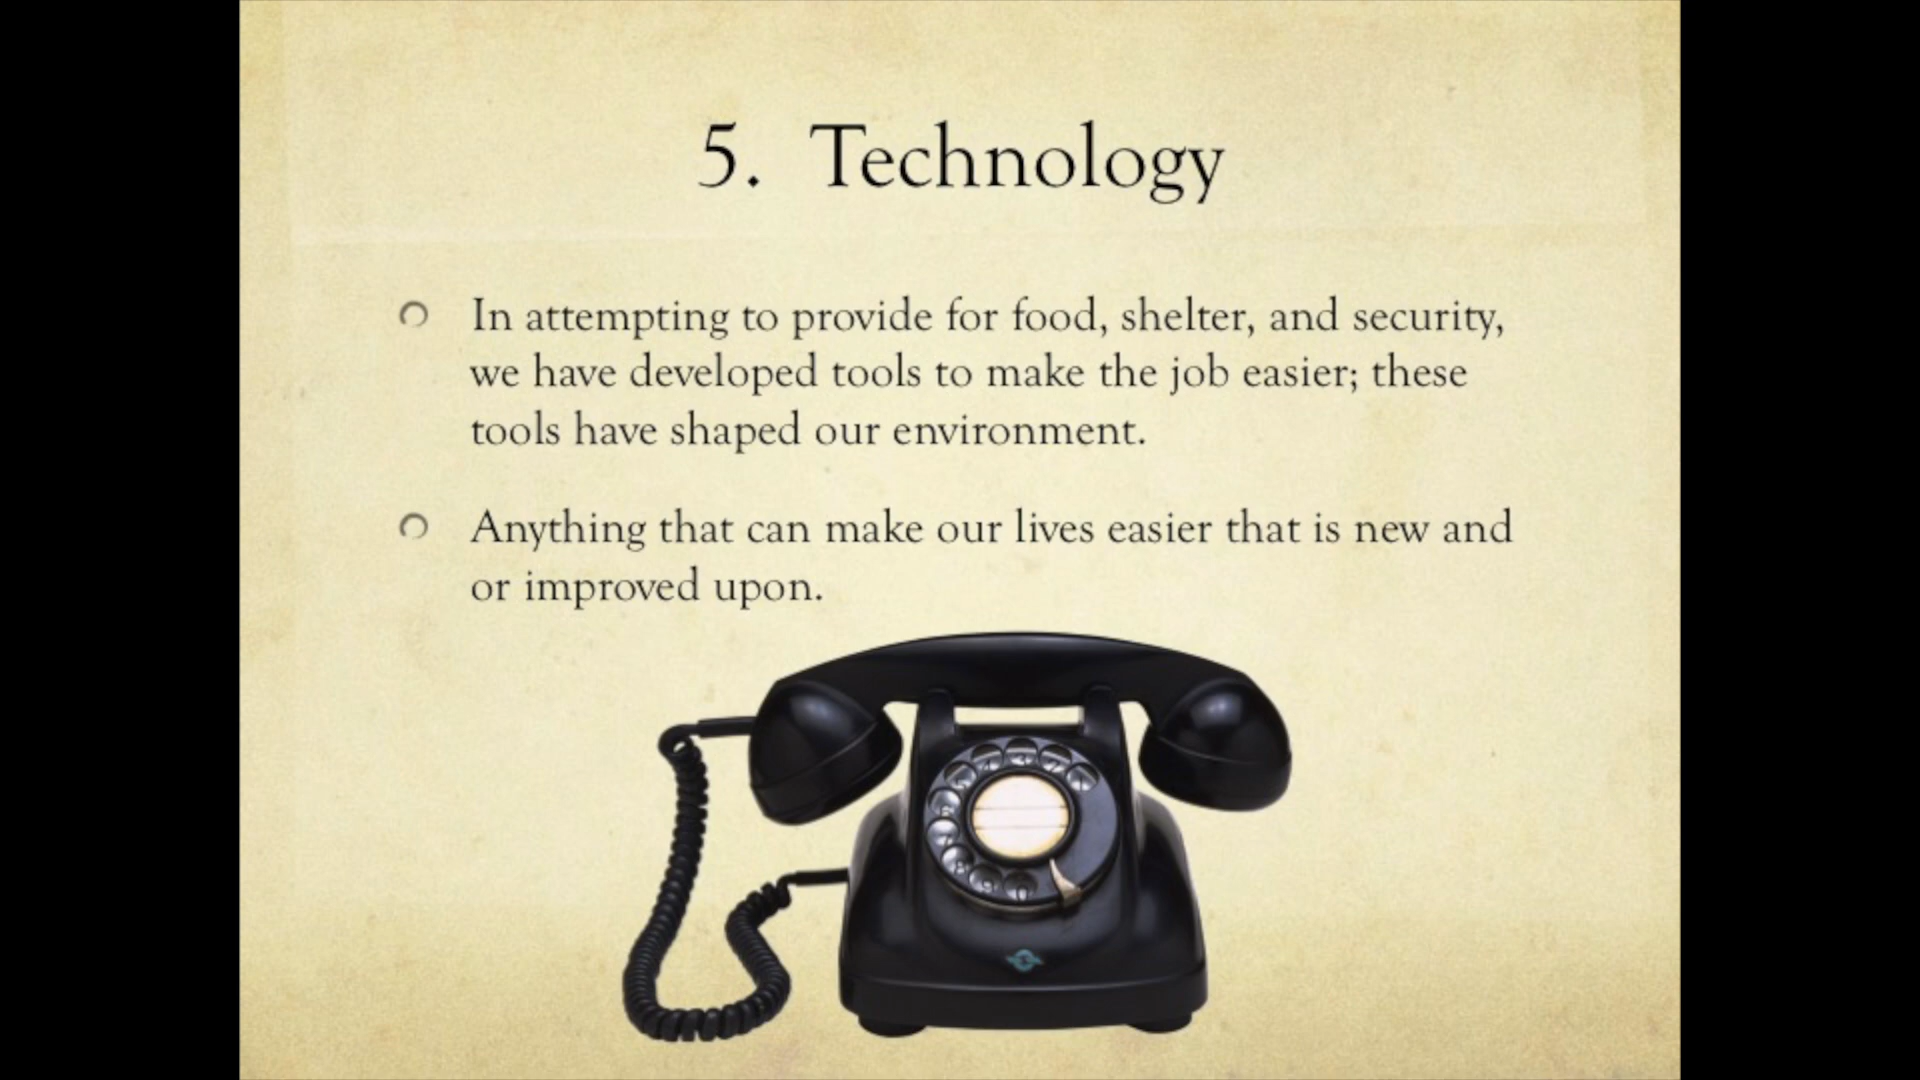 5. Technology
In attempting to provide for food, shelter, and security,
we have developed tools to make the job easier; these
tools have shaped our environment.
Anything that can make our lives easier that is new and
or improved upon.